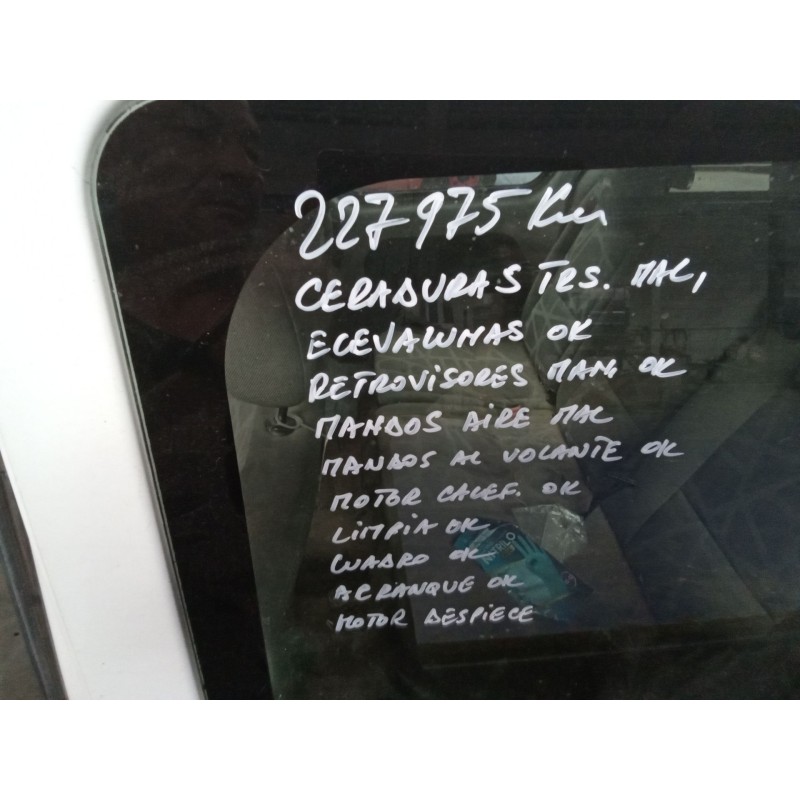 227975 Km
CERADURAS TRS. MAL,
ELEVALUNAS OK
RETROVISORES MAN, OK
MANDOS AIRE MAL
MANDOS AL VOLANTE OK
MOTOR CALEF. OK
LIMPIA OK
CUADRO OK
ARRANQUE OK
MOTOR DESPIECE